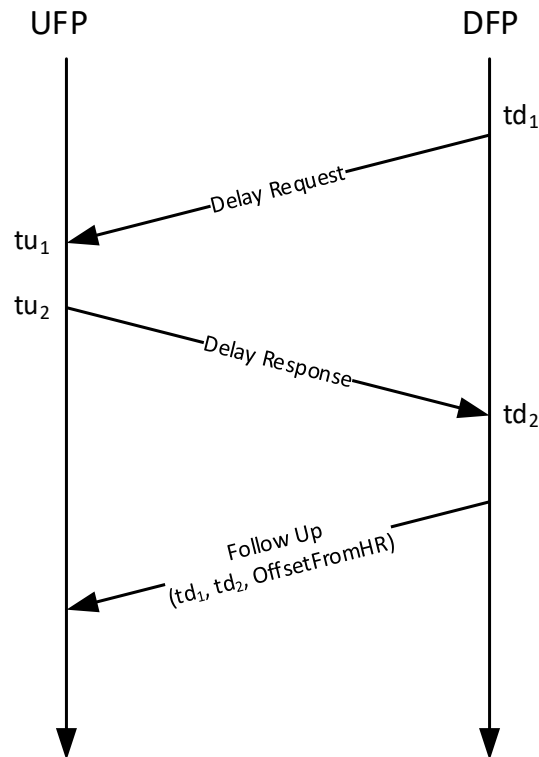 UFP
DFP
td₁
Delay Request
tu₁
tu₂
Delay Response
td₂
Follow Up
(td₁, td₂, OffsetFromHR)